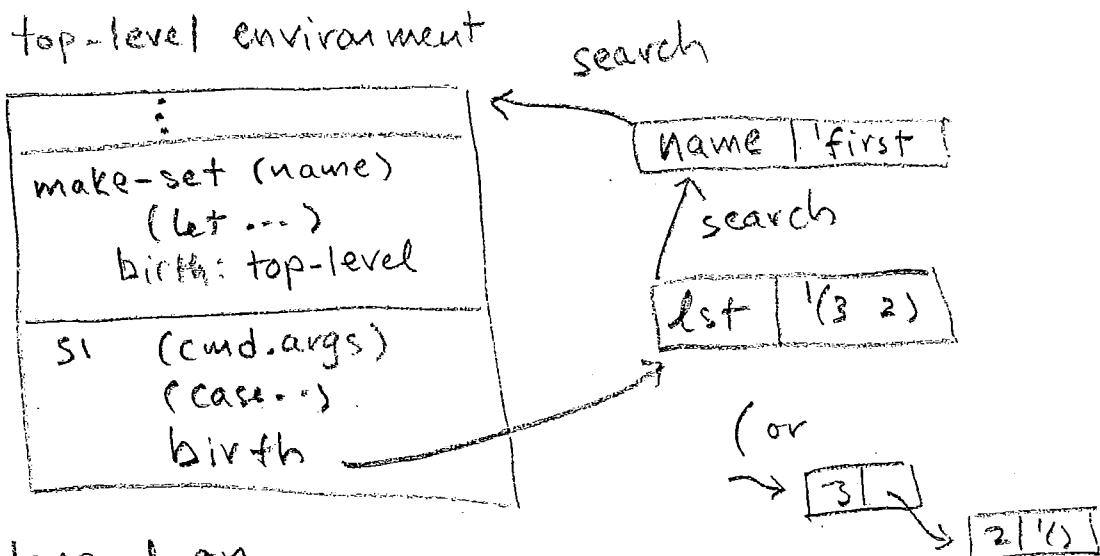 top-level environment
search
name 'first
make-set (name)
(let ...)
birth: top-level
search
lst '(3 2)
s1 (cmd.args)
(case..)
birth
(or
3
2 '()